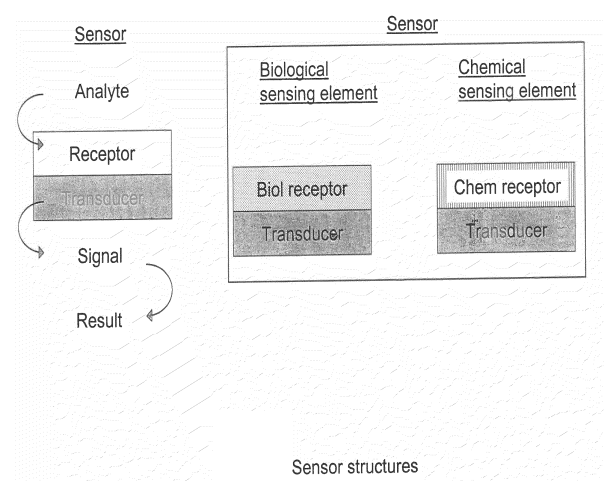 Sensor
Analyte
Receptor
Transducer
Signal
Result
Sensor
Biological
sensing element
Biol receptor
Transducer
Chemical
sensing element
Chem receptor
Transducer
Sensor structures